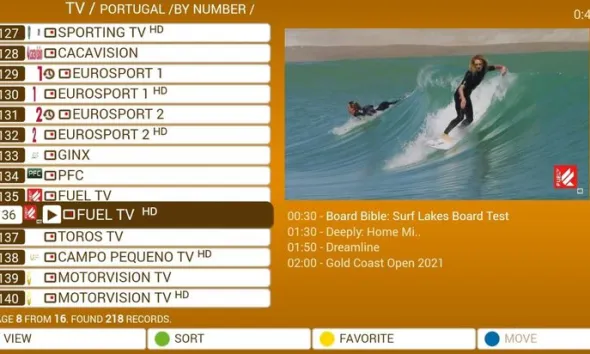 TV / PORTUGAL /BY NUMBER /
0:4
127 SPORTING TV HD
128 CACAVISION
129 EUROSPORT 1
130 EUROSPORT 1 HD
131 EUROSPORT 2
132 EUROSPORT 2 HD
133 GINX
134 PFC PFC
135 FUEL TV
36 FUEL TV HD
137 TOROS TV
138 CAMPO PEQUENO TV HD
139 MOTORVISION TV
140 MOTORVISION TV HD
FUEL
00:30 - Board Bible: Surf Lakes Board Test
01:30 - Deeply: Home Mi..
01:50 - Dreamline
02:00 - Gold Coast Open 2021
AGE 8 FROM 16. FOUND 218 RECORDS.
VIEW SORT FAVORITE MOVE